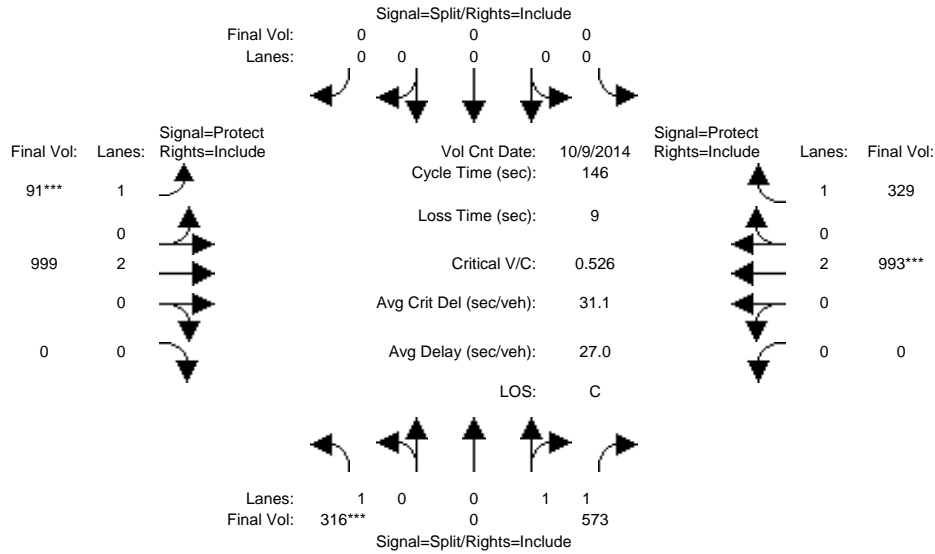 Signal=Split/Rights=Include
Final Vol: 0 0 0
Lanes: 0 0 0 0 0
Signal=Protect
Final Vol: Lanes: Rights=Include
Vol Cnt Date: 10/9/2014
Signal=Protect
Rights=Include Lanes: Final Vol:
Cycle Time (sec): 146
91*** 1
1 329
Loss Time (sec): 9
0
0
999 2
Critical V/C: 0.526
2 993***
0
Avg Crit Del (sec/veh): 31.1
0
0 0
Avg Delay (sec/veh): 27.0
0 0
LOS: C
Lanes: 1 0 0 1 1
Final Vol: 316*** 0 573
Signal=Split/Rights=Include